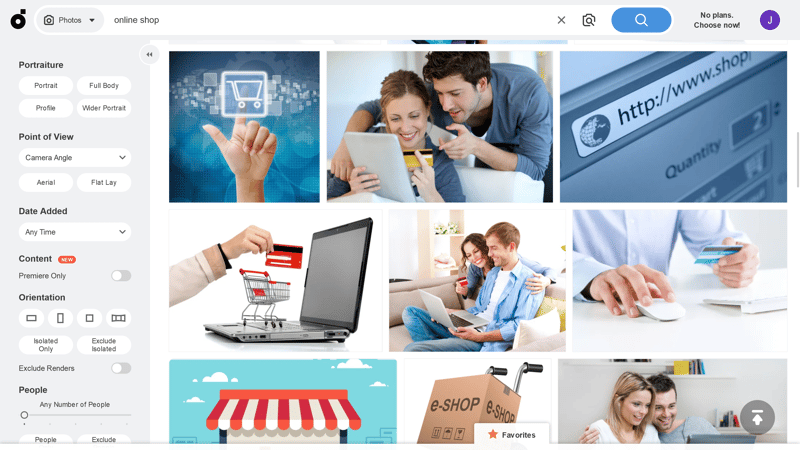 Photos
online shop
No plans.
Choose now!
J
Portraiture
Portrait
Full Body
Profile
Wider Portrait
Point of View
Camera Angle
Aerial
Flat Lay
Date Added
Any Time
Content
NEW
Premiere Only
Orientation
Isolated
Only
Exclude
Isolated
Exclude Renders
People
Any Number of People
People
Exclude
http://www.shop
Quantity
2
e-SHOP
e-SHOP
Favorites